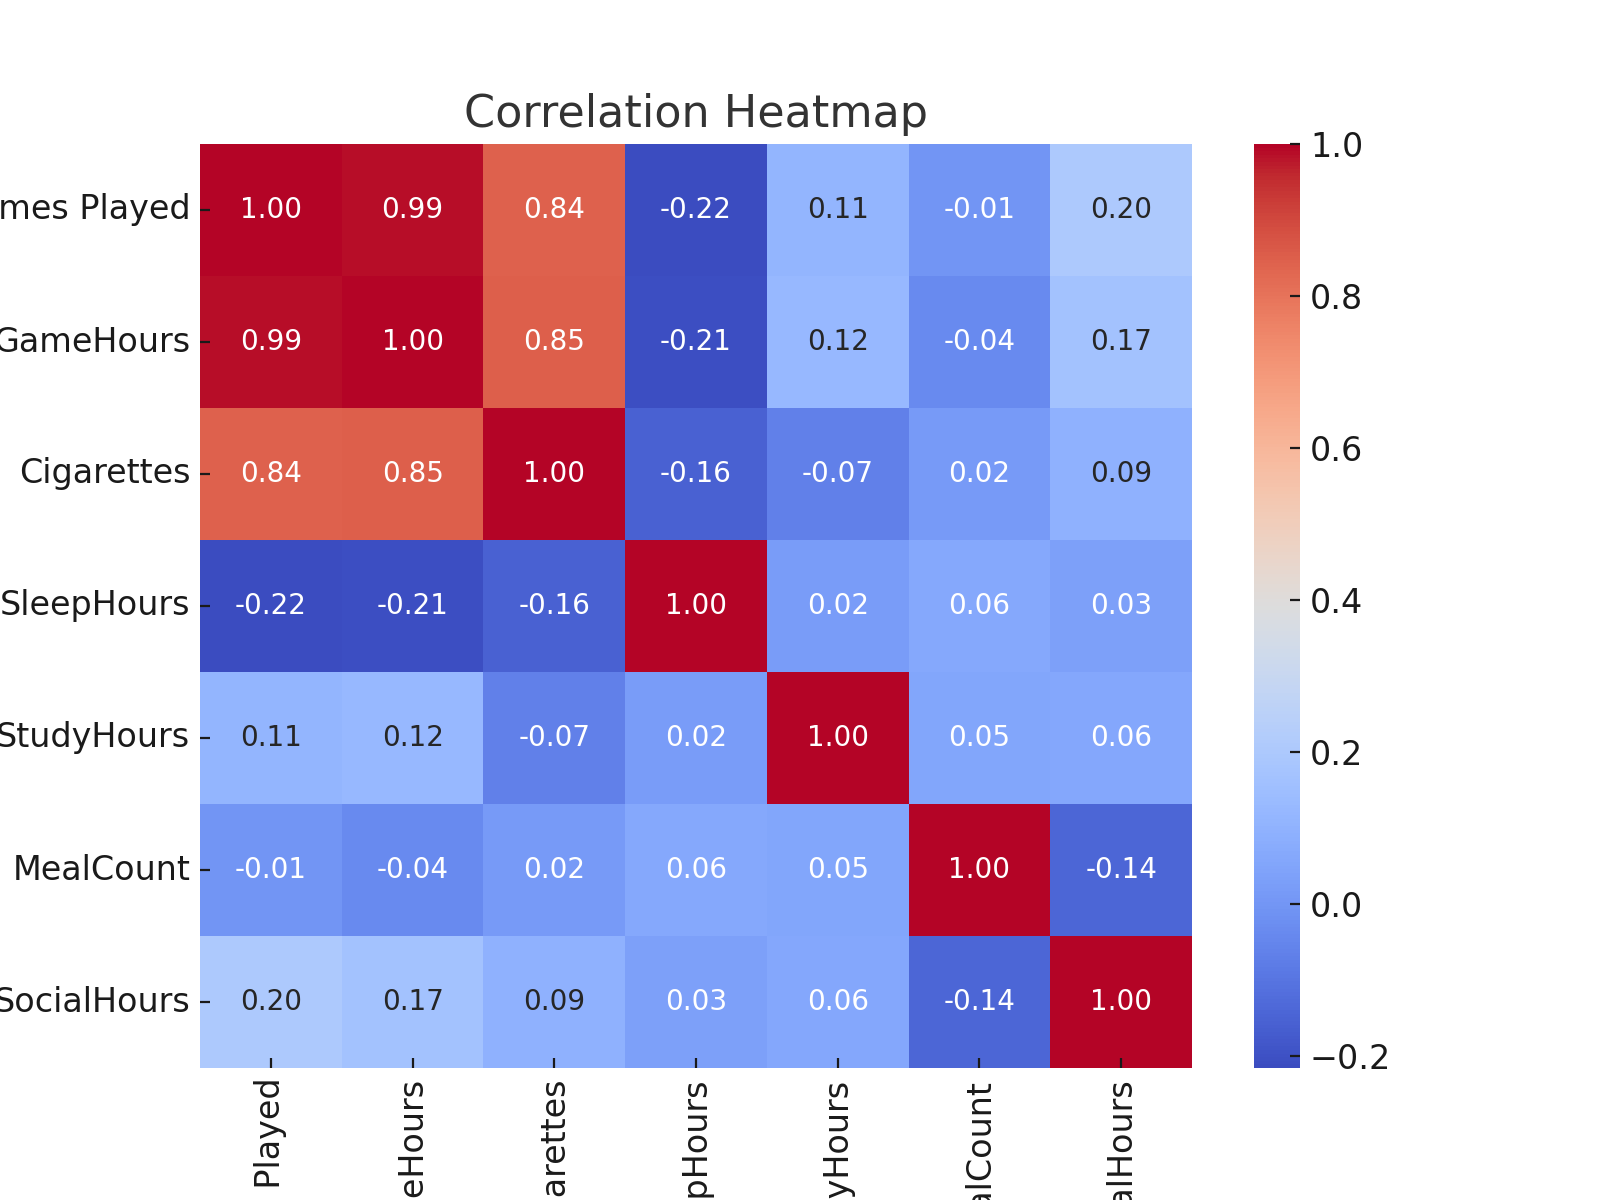 Correlation Heatmap
mes Played 1.00 0.99 0.84 -0.22 0.11 -0.01 0.20
GameHours 0.99 1.00 0.85 -0.21 0.12 -0.04 0.17
Cigarettes 0.84 0.85 1.00 -0.16 -0.07 0.02 0.09
SleepHours -0.22 -0.21 -0.16 1.00 0.02 0.06 0.03
StudyHours 0.11 0.12 -0.07 0.02 1.00 0.05 0.06
MealCount -0.01 -0.04 0.02 0.06 0.05 1.00 -0.14
SocialHours 0.20 0.17 0.09 0.03 0.06 -0.14 1.00
Played
eHours
arettes
pHours
yHours
alCount
alHours
1.0
0.8
0.6
0.4
0.2
0.0
−0.2